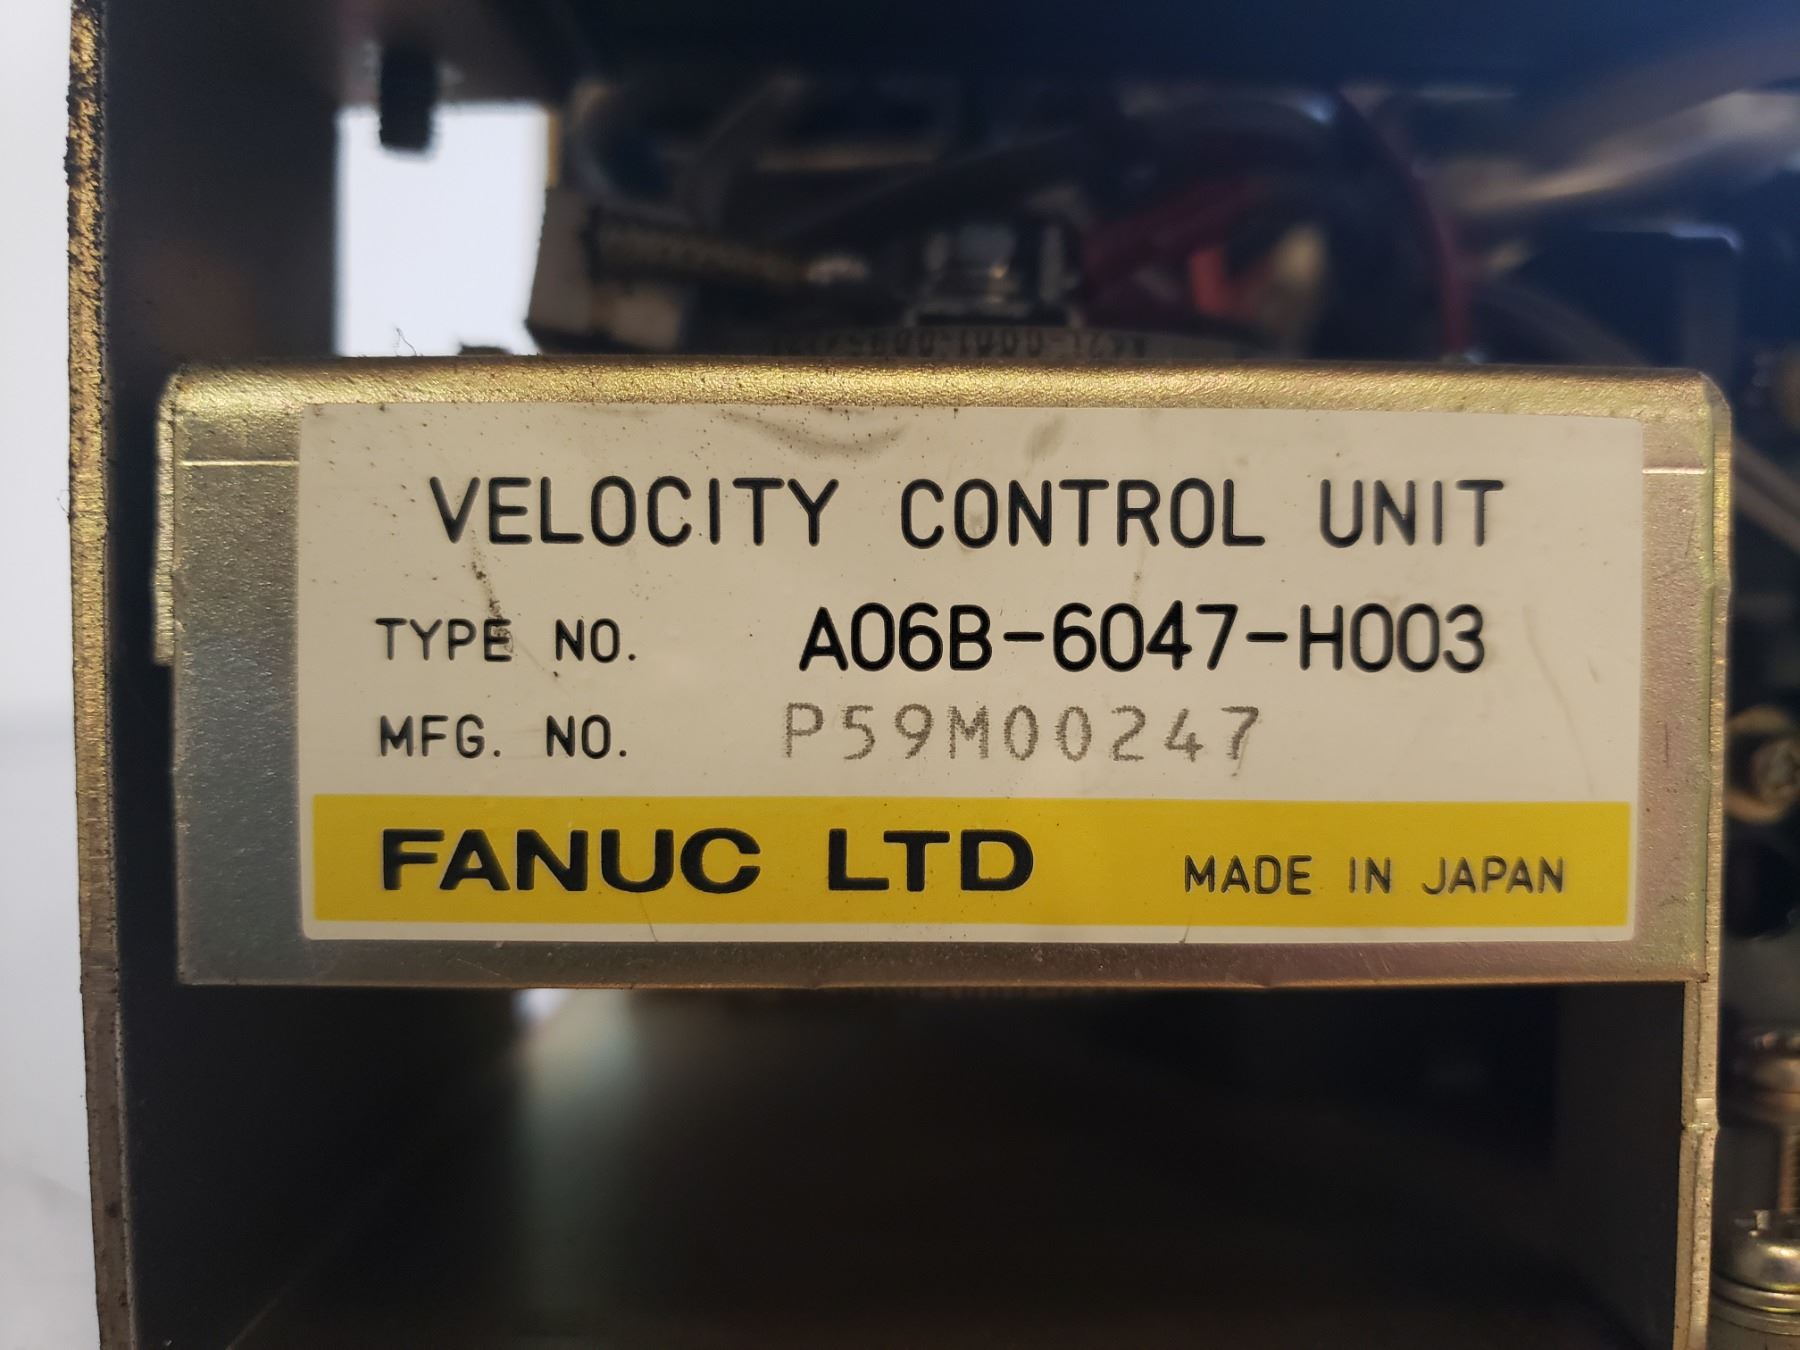 VELOCITY CONTROL UNIT
TYPE NO. A06B-6047-H003
MFG. NO. P59M00247
FANUC LTD MADE IN JAPAN